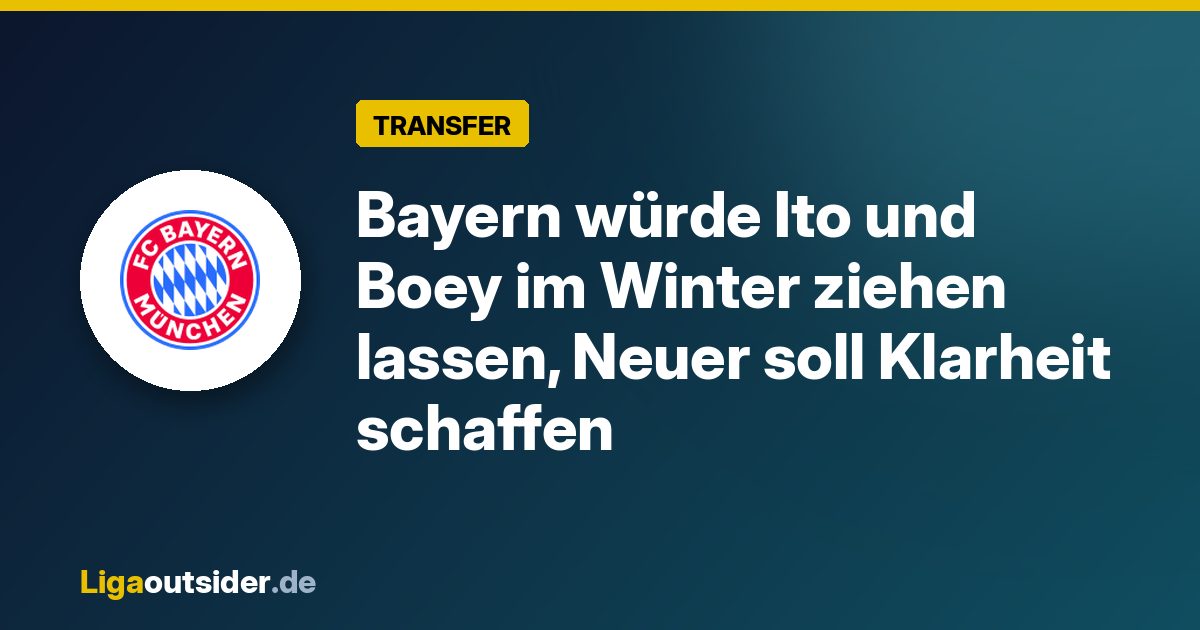 TRANSFER
FC BAYERN
MÜNCHEN
Bayern würde Ito und
Boey im Winter ziehen
lassen, Neuer soll Klarheit
schaffen
Ligaoutsider.de